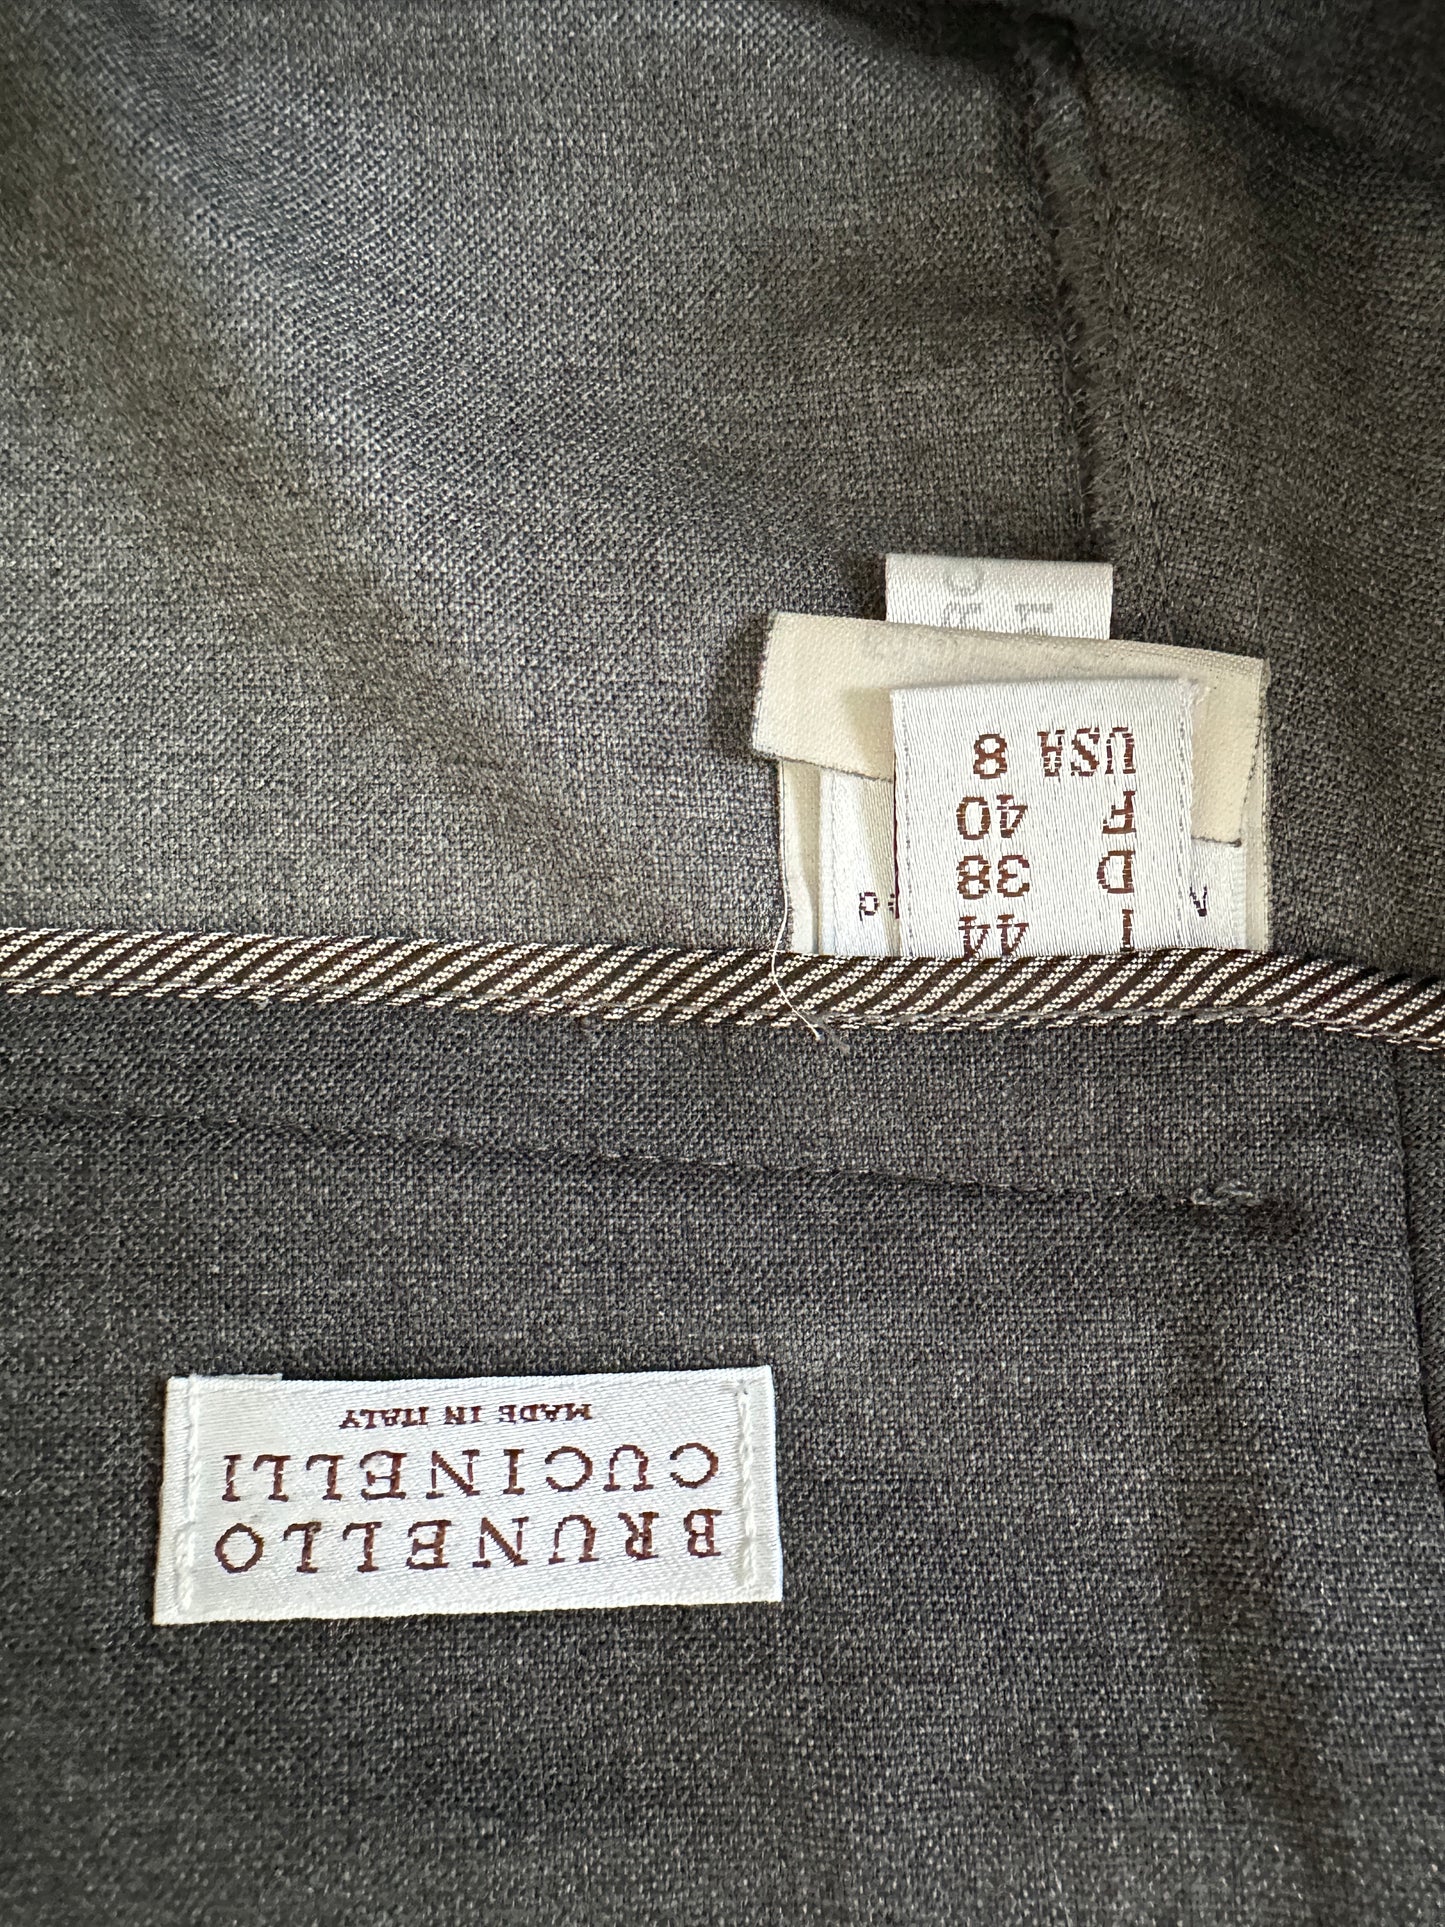 BRUNELLO
CUCINELLI
MADE IN ITALY
I 44
D 38
F 40
USA 8